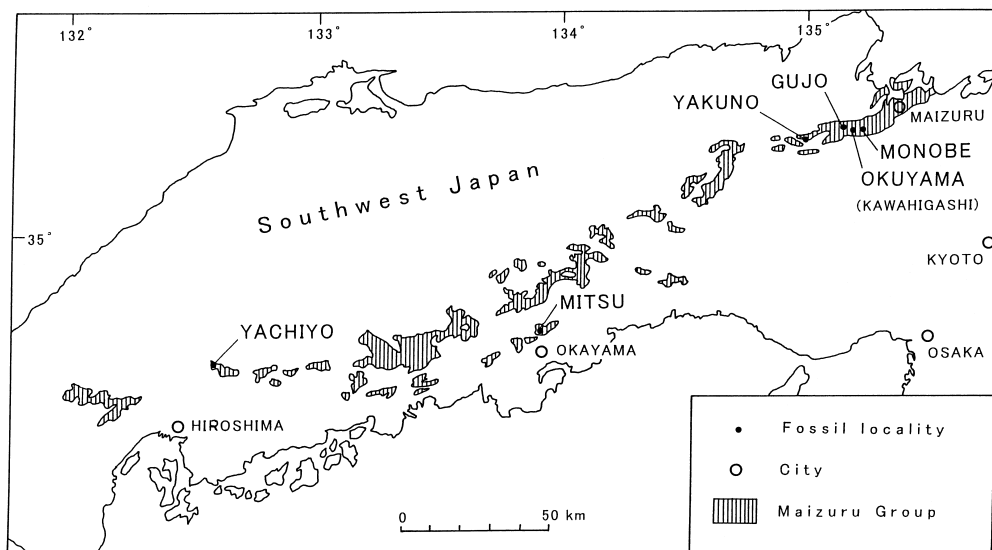 132°
133°
134°
135°
GUJO
YAKUNO
MAIZURU
MONOBE
OKUYAMA
(KAWAHIGASHI)
Southwest Japan
35°
KYOTO
MITSU
YACHIYO
OKAYAMA
OSAKA
HIROSHIMA
Fossil locality
City
Maizuru Group
0 50 km